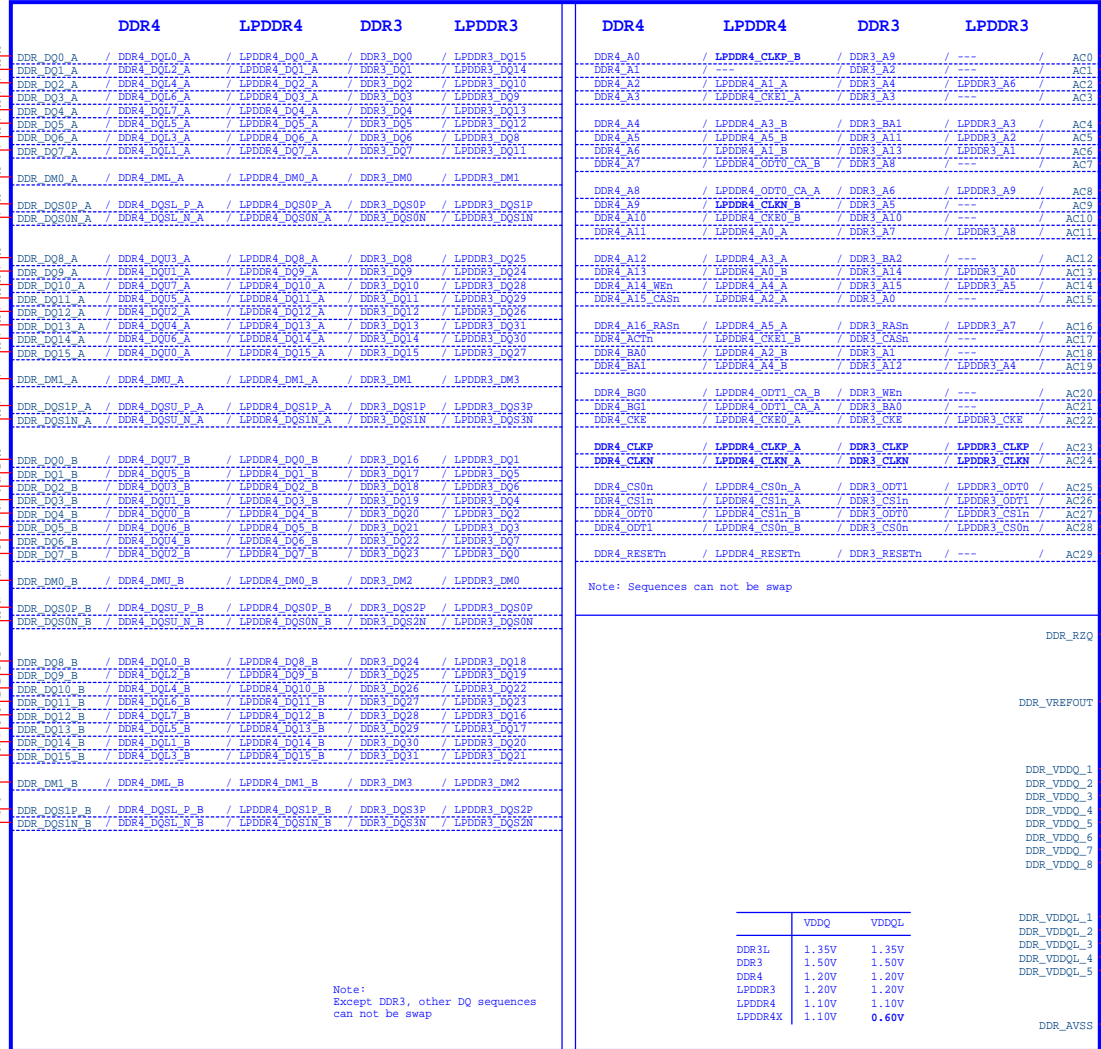 DDR4 LPDDR4 DDR3 LPDDR3
DDR_DQ0_A / DDR4_DQL0_A / LPDDR4_DQ0_A / DDR3_DQ0 / LPDDR3_DQ15
DDR_DQ1_A / DDR4_DQL2_A / LPDDR4_DQ1_A / DDR3_DQ1 / LPDDR3_DQ14
DDR_DQ2_A / DDR4_DQL4_A / LPDDR4_DQ2_A / DDR3_DQ2 / LPDDR3_DQ10
DDR_DQ3_A / DDR4_DQL6_A / LPDDR4_DQ3_A / DDR3_DQ3 / LPDDR3_DQ9
DDR_DQ4_A / DDR4_DQL7_A / LPDDR4_DQ4_A / DDR3_DQ4 / LPDDR3_DQ13
DDR_DQ5_A / DDR4_DQL5_A / LPDDR4_DQ5_A / DDR3_DQ5 / LPDDR3_DQ12
DDR_DQ6_A / DDR4_DQL3_A / LPDDR4_DQ6_A / DDR3_DQ6 / LPDDR3_DQ8
DDR_DQ7_A / DDR4_DQL1_A / LPDDR4_DQ7_A / DDR3_DQ7 / LPDDR3_DQ11
DDR_DM0_A / DDR4_DML_A / LPDDR4_DM0_A / DDR3_DM0 / LPDDR3_DM1
DDR_DQS0P_A / DDR4_DQSL_P_A / LPDDR4_DQS0P_A / DDR3_DQS0P / LPDDR3_DQS1P
DDR_DQS0N_A / DDR4_DQSL_N_A / LPDDR4_DQS0N_A / DDR3_DQS0N / LPDDR3_DQS1N
DDR_DQ8_A / DDR4_DQU3_A / LPDDR4_DQ8_A / DDR3_DQ8 / LPDDR3_DQ25
DDR_DQ9_A / DDR4_DQU1_A / LPDDR4_DQ9_A / DDR3_DQ9 / LPDDR3_DQ24
DDR_DQ10_A / DDR4_DQU7_A / LPDDR4_DQ10_A / DDR3_DQ10 / LPDDR3_DQ28
DDR_DQ11_A / DDR4_DQU5_A / LPDDR4_DQ11_A / DDR3_DQ11 / LPDDR3_DQ29
DDR_DQ12_A / DDR4_DQU2_A / LPDDR4_DQ12_A / DDR3_DQ12 / LPDDR3_DQ26
DDR_DQ13_A / DDR4_DQU4_A / LPDDR4_DQ13_A / DDR3_DQ13 / LPDDR3_DQ31
DDR_DQ14_A / DDR4_DQU6_A / LPDDR4_DQ14_A / DDR3_DQ14 / LPDDR3_DQ30
DDR_DQ15_A / DDR4_DQU0_A / LPDDR4_DQ15_A / DDR3_DQ15 / LPDDR3_DQ27
DDR_DM1_A / DDR4_DMU_A / LPDDR4_DM1_A / DDR3_DM1 / LPDDR3_DM3
DDR_DQS1P_A / DDR4_DQSU_P_A / LPDDR4_DQS1P_A / DDR3_DQS1P / LPDDR3_DQS3P
DDR_DQS1N_A / DDR4_DQSU_N_A / LPDDR4_DQS1N_A / DDR3_DQS1N / LPDDR3_DQS3N
DDR_DQ0_B / DDR4_DQU7_B / LPDDR4_DQ0_B / DDR3_DQ16 / LPDDR3_DQ1
DDR_DQ1_B / DDR4_DQU5_B / LPDDR4_DQ1_B / DDR3_DQ17 / LPDDR3_DQ5
DDR_DQ2_B / DDR4_DQU3_B / LPDDR4_DQ2_B / DDR3_DQ18 / LPDDR3_DQ6
DDR_DQ3_B / DDR4_DQU1_B / LPDDR4_DQ3_B / DDR3_DQ19 / LPDDR3_DQ4
DDR_DQ4_B / DDR4_DQU0_B / LPDDR4_DQ4_B / DDR3_DQ20 / LPDDR3_DQ2
DDR_DQ5_B / DDR4_DQU6_B / LPDDR4_DQ5_B / DDR3_DQ21 / LPDDR3_DQ3
DDR_DQ6_B / DDR4_DQU4_B / LPDDR4_DQ6_B / DDR3_DQ22 / LPDDR3_DQ7
DDR_DQ7_B / DDR4_DQU2_B / LPDDR4_DQ7_B / DDR3_DQ23 / LPDDR3_DQ0
DDR_DM0_B / DDR4_DMU_B / LPDDR4_DM0_B / DDR3_DM2 / LPDDR3_DM0
DDR_DQS0P_B / DDR4_DQSU_P_B / LPDDR4_DQS0P_B / DDR3_DQS2P / LPDDR3_DQS0P
DDR_DQS0N_B / DDR4_DQSU_N_B / LPDDR4_DQS0N_B / DDR3_DQS2N / LPDDR3_DQS0N
DDR_DQ8_B / DDR4_DQL0_B / LPDDR4_DQ8_B / DDR3_DQ24 / LPDDR3_DQ18
DDR_DQ9_B / DDR4_DQL2_B / LPDDR4_DQ9_B / DDR3_DQ25 / LPDDR3_DQ19
DDR_DQ10_B / DDR4_DQL4_B / LPDDR4_DQ10_B / DDR3_DQ26 / LPDDR3_DQ22
DDR_DQ11_B / DDR4_DQL6_B / LPDDR4_DQ11_B / DDR3_DQ27 / LPDDR3_DQ23
DDR_DQ12_B / DDR4_DQL7_B / LPDDR4_DQ12_B / DDR3_DQ28 / LPDDR3_DQ16
DDR_DQ13_B / DDR4_DQL5_B / LPDDR4_DQ13_B / DDR3_DQ29 / LPDDR3_DQ17
DDR_DQ14_B / DDR4_DQL1_B / LPDDR4_DQ14_B / DDR3_DQ30 / LPDDR3_DQ20
DDR_DQ15_B / DDR4_DQL3_B / LPDDR4_DQ15_B / DDR3_DQ31 / LPDDR3_DQ21
DDR_DM1_B / DDR4_DML_B / LPDDR4_DM1_B / DDR3_DM3 / LPDDR3_DM2
DDR_DQS1P_B / DDR4_DQSL_P_B / LPDDR4_DQS1P_B / DDR3_DQS3P / LPDDR3_DQS2P
DDR_DQS1N_B / DDR4_DQSL_N_B / LPDDR4_DQS1N_B / DDR3_DQS3N / LPDDR3_DQS2N
Note:
Except DDR3, other DQ sequences
can not be swap
DDR4 LPDDR4 DDR3 LPDDR3
DDR4_A0 / LPDDR4_CLKP_B / DDR3_A9 / --- / AC0
DDR4_A1 / --- / DDR3_A2 / --- / AC1
DDR4_A2 / LPDDR4_A1_A / DDR3_A4 / LPDDR3_A6 / AC2
DDR4_A3 / LPDDR4_CKE1_A / DDR3_A3 / --- / AC3
DDR4_A4 / LPDDR4_A3_B / DDR3_BA1 / LPDDR3_A3 / AC4
DDR4_A5 / LPDDR4_A5_B / DDR3_A11 / LPDDR3_A2 / AC5
DDR4_A6 / LPDDR4_A1_B / DDR3_A13 / LPDDR3_A1 / AC6
DDR4_A7 / LPDDR4_ODT0_CA_B / DDR3_A8 / --- / AC7
DDR4_A8 / LPDDR4_ODT0_CA_A / DDR3_A6 / LPDDR3_A9 / AC8
DDR4_A9 / LPDDR4_CLKN_B / DDR3_A5 / --- / AC9
DDR4_A10 / LPDDR4_CKE0_B / DDR3_A10 / --- / AC10
DDR4_A11 / LPDDR4_A0_A / DDR3_A7 / LPDDR3_A8 / AC11
DDR4_A12 / LPDDR4_A3_A / DDR3_BA2 / --- / AC12
DDR4_A13 / LPDDR4_A0_B / DDR3_A14 / LPDDR3_A0 / AC13
DDR4_A14_WEn / LPDDR4_A4_A / DDR3_A15 / LPDDR3_A5 / AC14
DDR4_A15_CASn / LPDDR4_A2_A / DDR3_A0 / --- / AC15
DDR4_A16_RASn / LPDDR4_A5_A / DDR3_RASn / LPDDR3_A7 / AC16
DDR4_ACTn / LPDDR4_CKE1_B / DDR3_CASn / --- / AC17
DDR4_BA0 / LPDDR4_A2_B / DDR3_A1 / --- / AC18
DDR4_BA1 / LPDDR4_A4_B / DDR3_A12 / LPDDR3_A4 / AC19
DDR4_BG0 / LPDDR4_ODT1_CA_B / DDR3_WEn / --- / AC20
DDR4_BG1 / LPDDR4_ODT1_CA_A / DDR3_BA0 / --- / AC21
DDR4_CKE / LPDDR4_CKE0_A / DDR3_CKE / LPDDR3_CKE / AC22
DDR4_CLKP / LPDDR4_CLKP_A / DDR3_CLKP / LPDDR3_CLKP / AC23
DDR4_CLKN / LPDDR4_CLKN_A / DDR3_CLKN / LPDDR3_CLKN / AC24
DDR4_CS0n / LPDDR4_CS0n_A / DDR3_ODT1 / LPDDR3_ODT0 / AC25
DDR4_CS1n / LPDDR4_CS1n_A / DDR3_CS1n / LPDDR3_ODT1 / AC26
DDR4_ODT0 / LPDDR4_CS1n_B / DDR3_ODT0 / LPDDR3_CS1n / AC27
DDR4_ODT1 / LPDDR4_CS0n_B / DDR3_CS0n / LPDDR3_CS0n / AC28
DDR4_RESETn / LPDDR4_RESETn / DDR3_RESETn / --- / AC29
Note: Sequences can not be swap
DDR_RZQ
DDR_VREFOUT
DDR_VDDQ_1
DDR_VDDQ_2
DDR_VDDQ_3
DDR_VDDQ_4
DDR_VDDQ_5
DDR_VDDQ_6
DDR_VDDQ_7
DDR_VDDQ_8
DDR_VDDQL_1
DDR_VDDQL_2
DDR_VDDQL_3
DDR_VDDQL_4
DDR_VDDQL_5
DDR_AVSS
VDDQ VDDQL
DDR3L 1.35V 1.35V
DDR3 1.50V 1.50V
DDR4 1.20V 1.20V
LPDDR3 1.20V 1.20V
LPDDR4 1.10V 1.10V
LPDDR4X 1.10V 0.60V